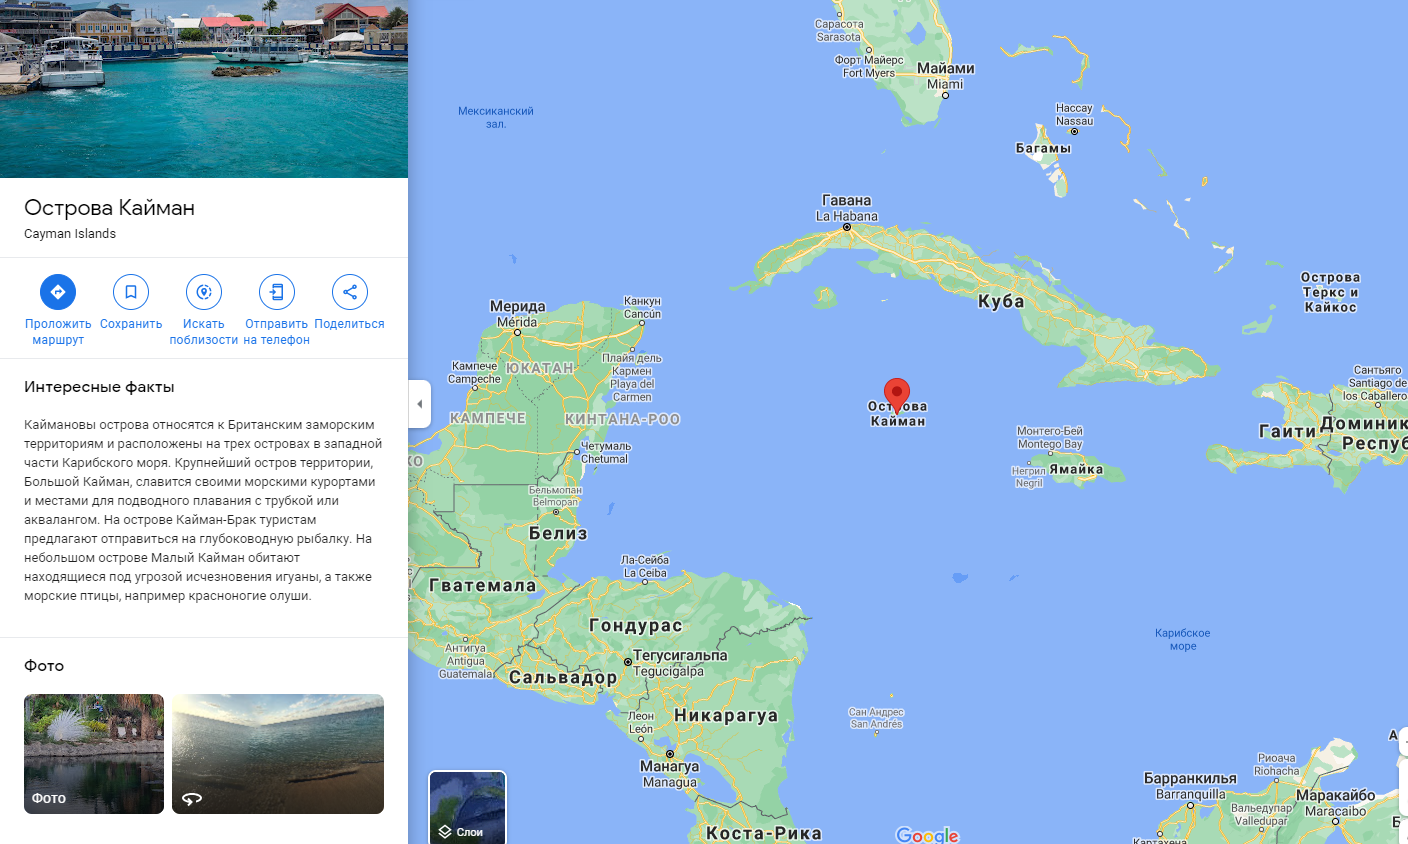 Острова Кайман
Cayman Islands
Проложить
маршрут
Сохранить
Искать
поблизости
Отправить
на телефон
Поделиться
Интересные факты
Каймановы острова относятся к Британским заморским
территориям и расположены на трех островах в западной
части Карибского моря. Крупнейший остров территории,
Большой Кайман, славится своими морскими курортами
и местами для подводного плавания с трубкой или
аквалангом. На острове Кайман-Брак туристам
предлагают отправиться на глубоководную рыбалку. На
небольшом острове Малый Кайман обитают
находящиеся под угрозой исчезновения игуаны, а также
морские птицы, например красноногие олуши.
Фото
Фото
Сарасота
Sarasota
Форт Майерс
Fort Myers
Майами
Miami
Мексиканский
зал.
Нассау
Nassau
Багамы
Гавана
La Habana
Куба
Острова
Теркс и
Кайкос
Мерида
Mérida
Канкун
Cancún
Кампече
Campeche
ЮКАТАН
Плайя дель
Кармен
Playa del
Carmen
КАМПЕЧЕ
КИНТАНА-РОО
Четумаль
Chetumal
Острова
Кайман
Сантьяго
Santiago de
los Caballero
Гаити
Доминик
Респуб
Монтего-Бей
Montego Bay
Негрил
Negril
Ямайка
Бельмопан
Belmopan
Белиз
Ла-Сейба
La Ceiba
Гватемала
Гондурас
Антигуа
Antigua
Guatemala
Тегусигальпа
Tegucigalpa
Сальвадор
Карибское
море
Леон
León
Никарагуа
Сан Андрес
San Andrés
Манагуа
Managua
Риоача
Riohacha
Барранкилья
Barranquilla
Вальедупар
Valledupar
Маракайбо
Maracaibo
Картахена
Коста-Рика
Слои
Google